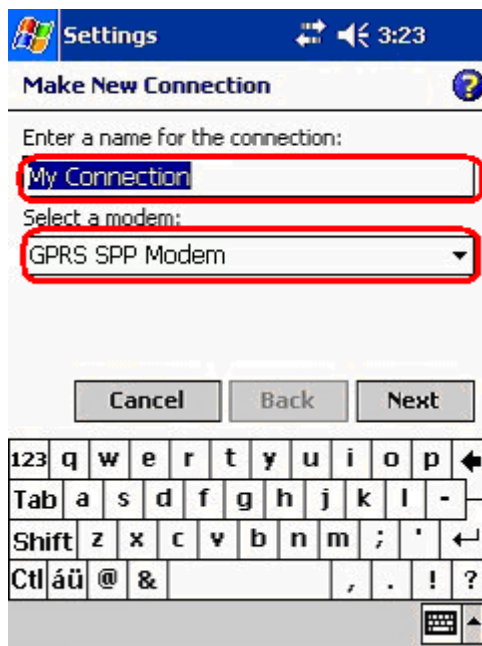 Settings 3:23
Make New Connection ?
Enter a name for the connection:
My Connection
Select a modem:
GPRS SPP Modem
Cancel Back Next
123 q w e r t y u i o p
Tab a s d f g h j k l -
Shift z x c v b n m ; '
Ctl áü @ & , . ! ?